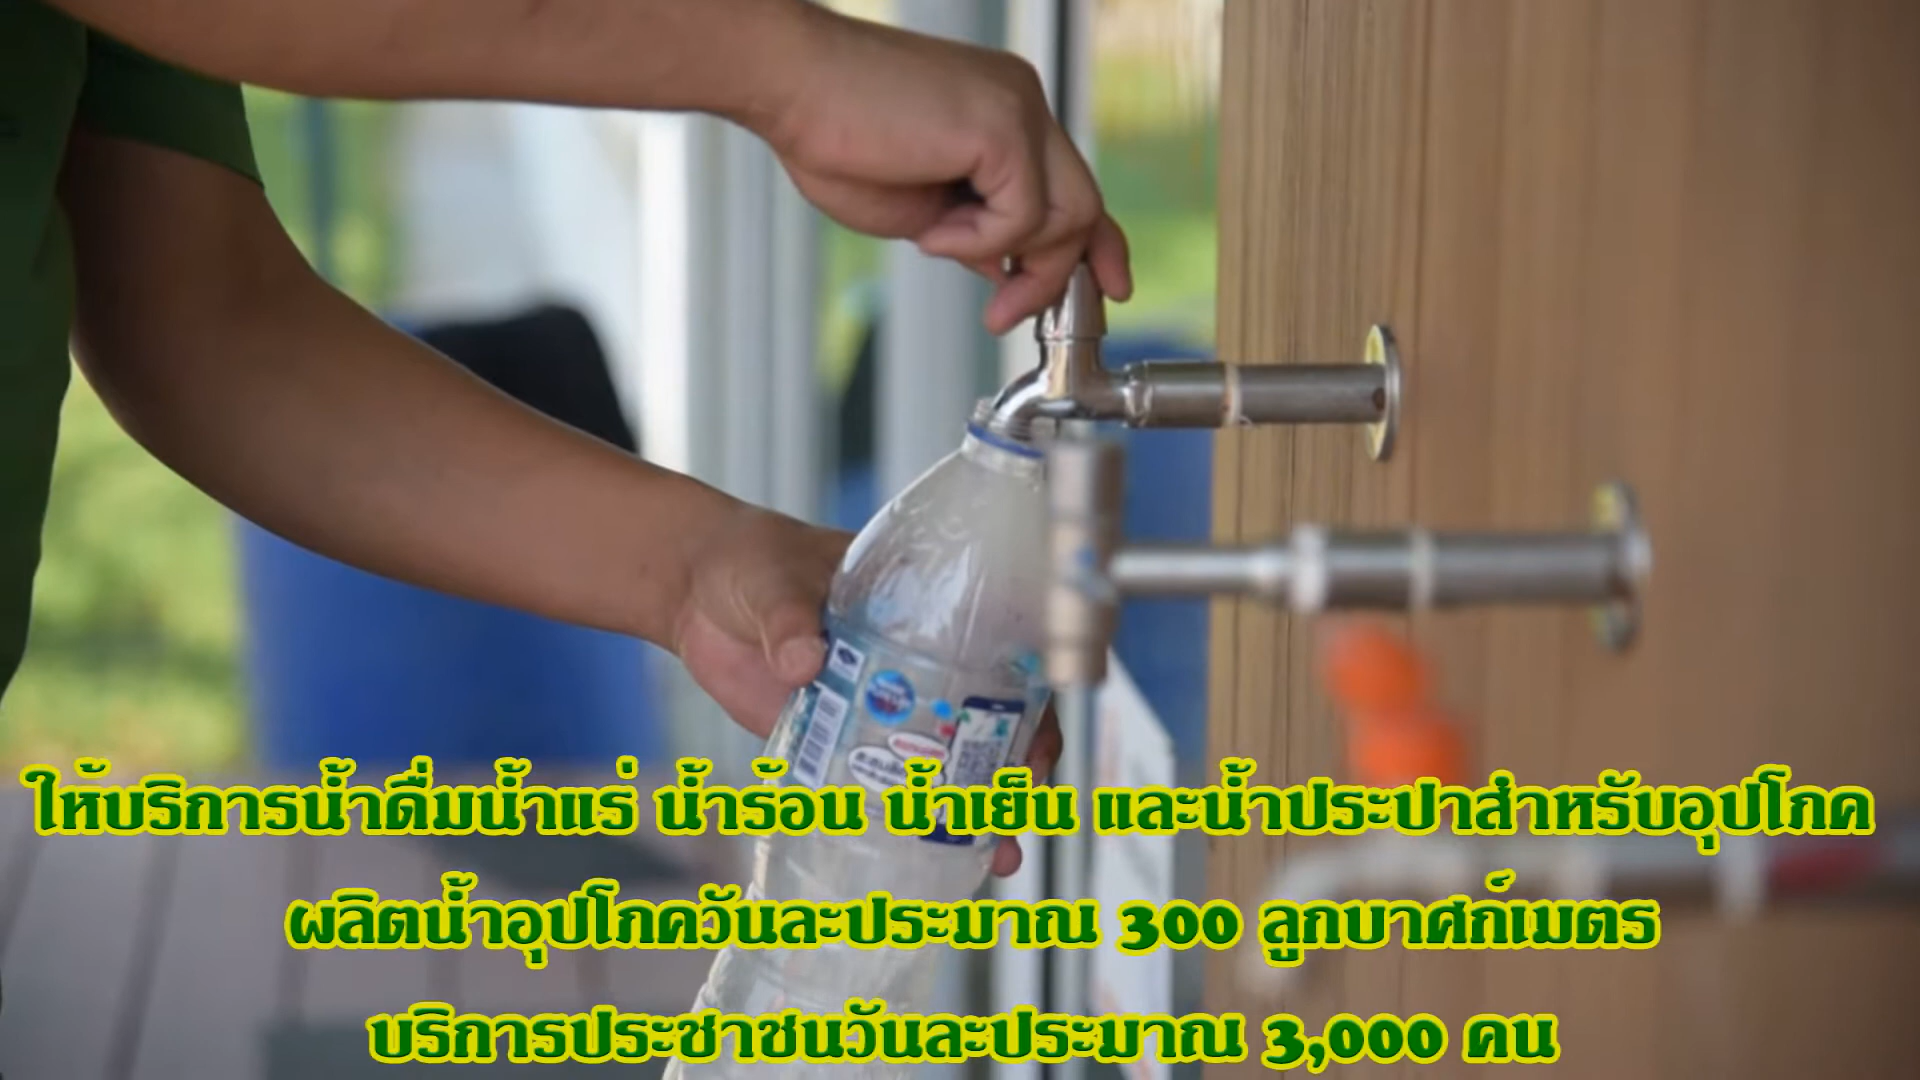 ให้บริการน้ำดื่มน้ำแร่ น้ำร้อน น้ำเย็น และน้ำประปาสำหรับอุปโภค
ผลิตน้ำอุปโภควันละประมาณ 300 ลูกบาศก์เมตร
บริการประชาชนวันละประมาณ 3,000 คน